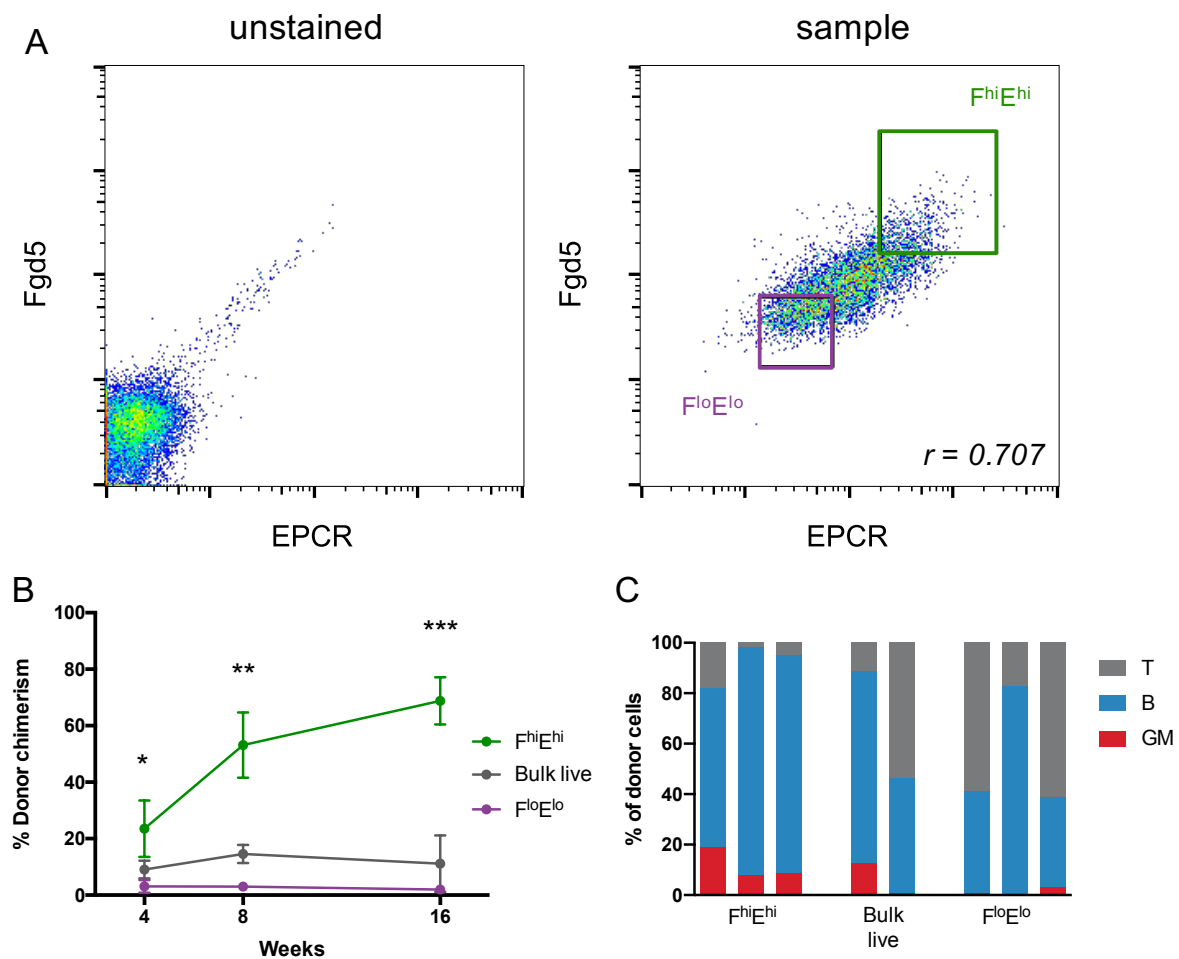 A
unstained
sample
Fgd5
EPCR
Fgd5
EPCR
FhiEhi
FloElo
r = 0.707
B
% Donor chimerism
100
80
60
40
20
0
4
8
16
Weeks
*
**
***
FhiEhi
Bulk live
FloElo
C
% of donor cells
100
80
60
40
20
0
FhiEhi
Bulk
live
FloElo
T
B
GM